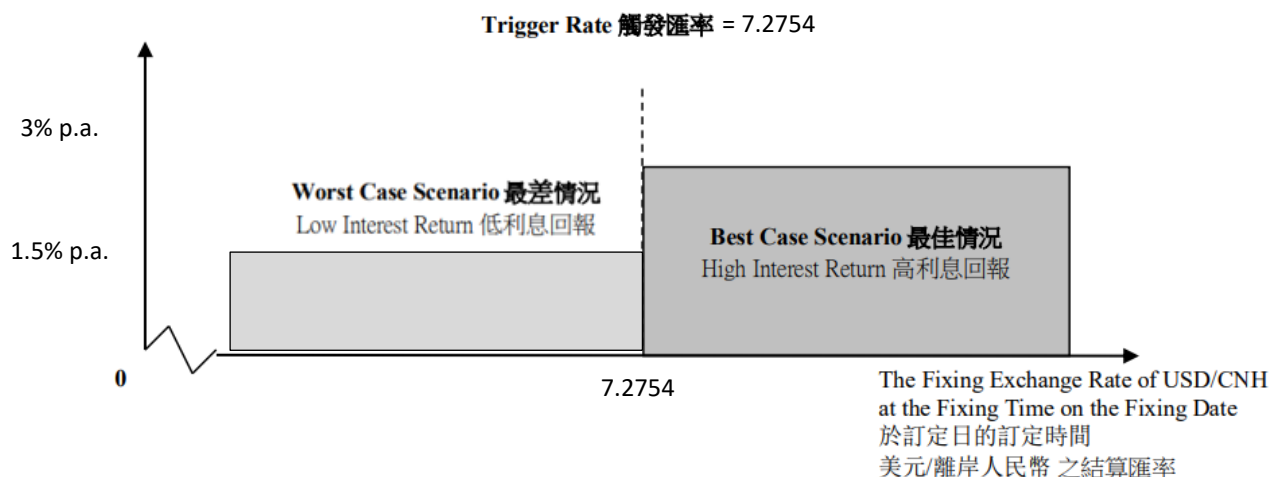 Trigger Rate 觸發匯率 = 7.2754
3% p.a.
Worst Case Scenario 最差情況
Low Interest Return 低利息回報
1.5% p.a.
Best Case Scenario 最佳情況
High Interest Return 高利息回報
0
7.2754
The Fixing Exchange Rate of USD/CNH
at the Fixing Time on the Fixing Date
於訂定日的訂定時間
美元/離岸人民幣 之結算匯率